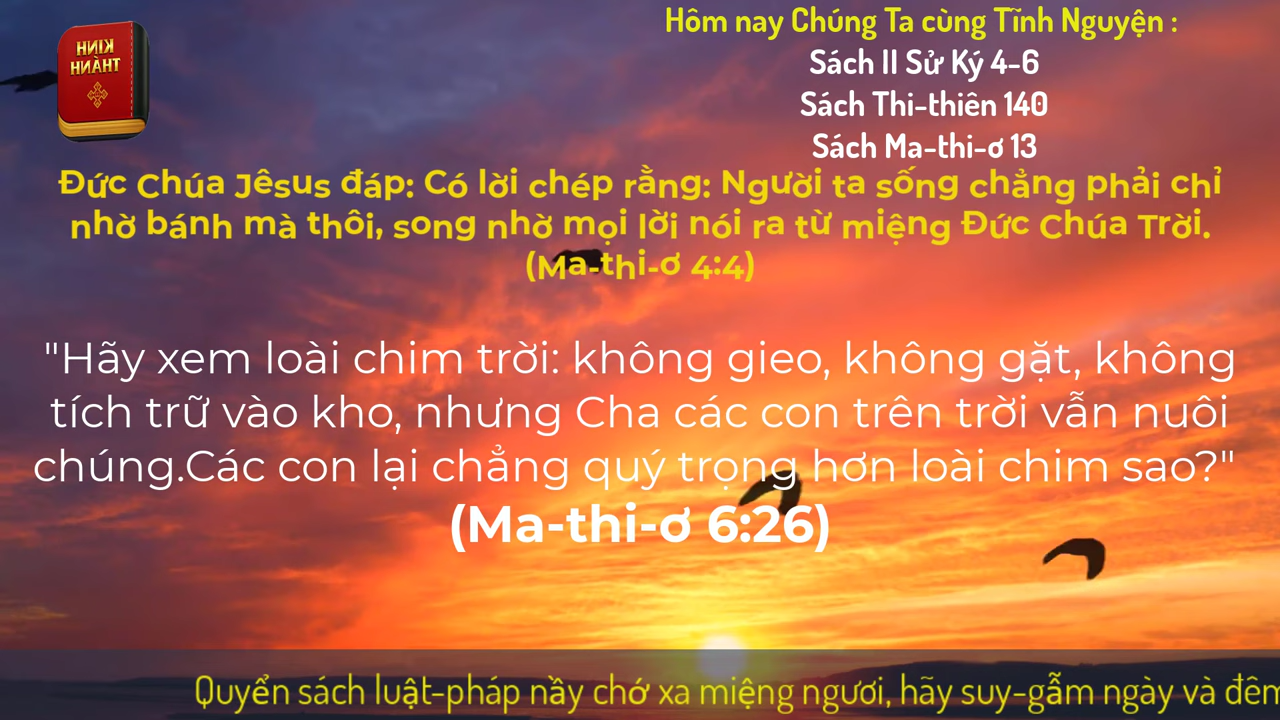 KINH
THÁNH
Hôm nay Chúng Ta cùng Tĩnh Nguyện :
Sách II Sử Ký 4-6
Sách Thi-thiên 140
Sách Ma-thi-ơ 13
Đức Chúa Jêsus đáp: Có lời chép rằng: Người ta sống chẳng phải chỉ
nhờ bánh mà thôi, song nhờ mọi lời nói ra từ miệng Đức Chúa Trời.
(Ma-thi-ơ 4:4)
"Hãy xem loài chim trời: không gieo, không gặt, không
tích trữ vào kho, nhưng Cha các con trên trời vẫn nuôi
chúng.Các con lại chẳng quý trọng hơn loài chim sao?"
(Ma-thi-ơ 6:26)
Quyển sách luật-pháp nầy chớ xa miệng ngươi, hãy suy-gẫm ngày và đêm